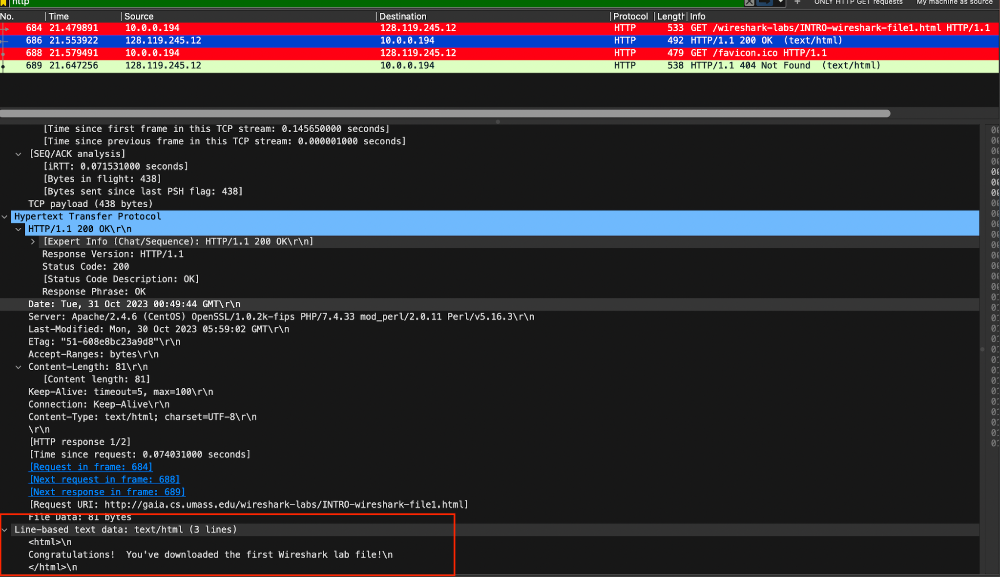 http
ONLY HTTP GET requests My machine as source
No. Time Source Destination Protocol Length Info
684 21.479891 10.0.0.194 128.119.245.12 HTTP 533 GET /wireshark-labs/INTRO-wireshark-file1.html HTTP/1.1
686 21.553922 128.119.245.12 10.0.0.194 HTTP 492 HTTP/1.1 200 OK (text/html)
688 21.579491 10.0.0.194 128.119.245.12 HTTP 479 GET /favicon.ico HTTP/1.1
689 21.647256 128.119.245.12 10.0.0.194 HTTP 538 HTTP/1.1 404 Not Found (text/html)
[Time since first frame in this TCP stream: 0.145650000 seconds]
[Time since previous frame in this TCP stream: 0.000001000 seconds]
[SEQ/ACK analysis]
[iRTT: 0.071531000 seconds]
[Bytes in flight: 438]
[Bytes sent since last PSH flag: 438]
TCP payload (438 bytes)
Hypertext Transfer Protocol
HTTP/1.1 200 OK\r\n
[Expert Info (Chat/Sequence): HTTP/1.1 200 OK\r\n]
Response Version: HTTP/1.1
Status Code: 200
[Status Code Description: OK]
Response Phrase: OK
Date: Tue, 31 Oct 2023 00:49:44 GMT\r\n
Server: Apache/2.4.6 (CentOS) OpenSSL/1.0.2k-fips PHP/7.4.33 mod_perl/2.0.11 Perl/v5.16.3\r\n
Last-Modified: Mon, 30 Oct 2023 05:59:02 GMT\r\n
ETag: "51-608e8bc23a9d8"\r\n
Accept-Ranges: bytes\r\n
Content-Length: 81\r\n
[Content length: 81]
Keep-Alive: timeout=5, max=100\r\n
Connection: Keep-Alive\r\n
Content-Type: text/html; charset=UTF-8\r\n
\r\n
[HTTP response 1/2]
[Time since request: 0.074031000 seconds]
[Request in frame: 684]
[Next request in frame: 688]
[Next response in frame: 689]
[Request URI: http://gaia.cs.umass.edu/wireshark-labs/INTRO-wireshark-file1.html]
File Data: 81 bytes
Line-based text data: text/html (3 lines)
<html>\n
Congratulations!  You've downloaded the first Wireshark lab file!\n
</html>\n